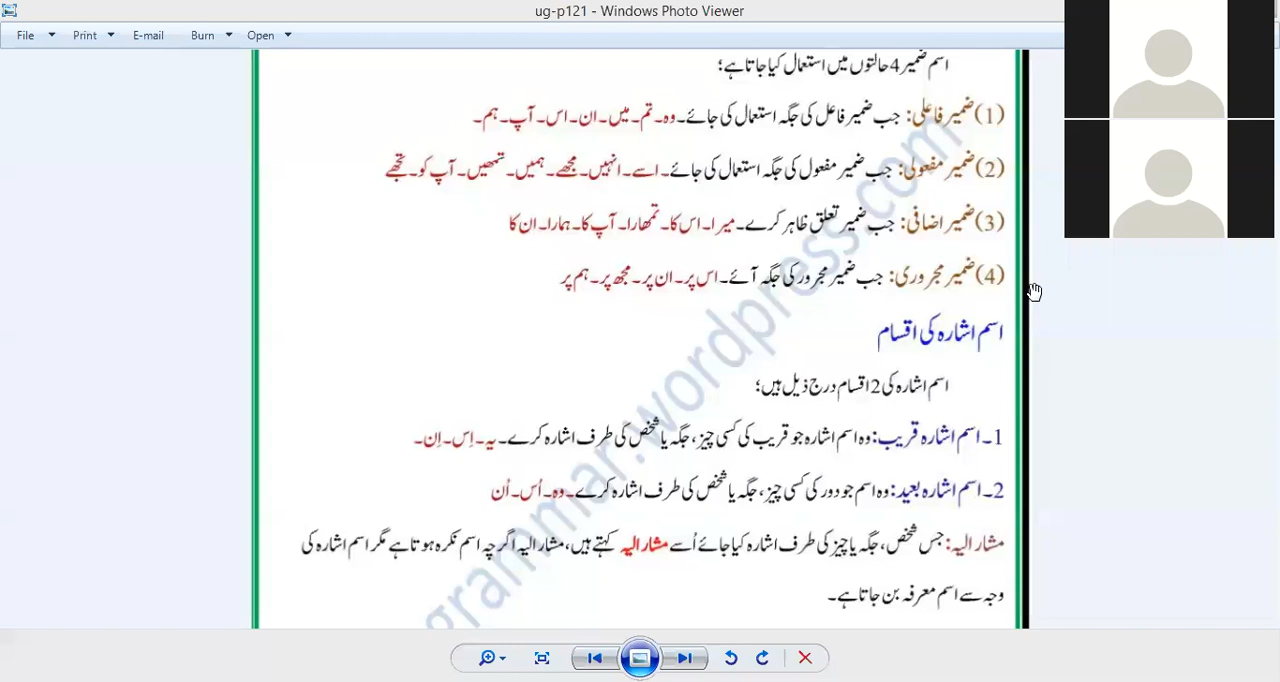 ug-p121 - Windows Photo Viewer
File Print E-mail Burn Open
اسم ضمیر 4 حالتوں میں استعمال کیا جاتا ہے؛
(1) ضمیر فاعلی: جب ضمیر فاعل کی جگہ استعمال کی جائے۔ وہ۔ تم۔ میں۔ ان۔ اس۔ آپ۔ ہم۔
(2) ضمیر مفعولی: جب ضمیر مفعول کی جگہ استعمال کی جائے۔ اسے۔ انہیں۔ مجھے۔ ہمیں۔ تمھیں۔ آپ کو۔ تجھے
(3) ضمیر اضافی: جب ضمیر تعلق ظاہر کرے۔ میرا۔ اس کا۔ تمھارا۔ آپ کا۔ ہمارا۔ ان کا
(4) ضمیر مجروری: جب ضمیر مجرور کی جگہ آئے۔ اس پر۔ ان پر۔ مجھ پر۔ ہم پر
اسم اشارہ کی اقسام
اسم اشارہ کی 2 اقسام درج ذیل ہیں؛
1۔ اسم اشارہ قریب: وہ اسم اشارہ جو قریب کی کسی چیز، جگہ یا شخص کی طرف اشارہ کرے۔ یہ۔ اِس۔ اِن۔
2۔ اسم اشارہ بعید: وہ اسم جو دور کی کسی چیز، جگہ یا شخص کی طرف اشارہ کرے۔ وہ۔ اُس۔ اُن
مشار الیہ: جس شخص، جگہ یا چیز کی طرف اشارہ کیا جائے اُسے مشار الیہ کہتے ہیں، مشار الیہ اگرچہ اسم نکرہ ہوتا ہے مگر اسم اشارہ کی
وجہ سے اسم معرفہ بن جاتا ہے۔
grammar.wordpress.com